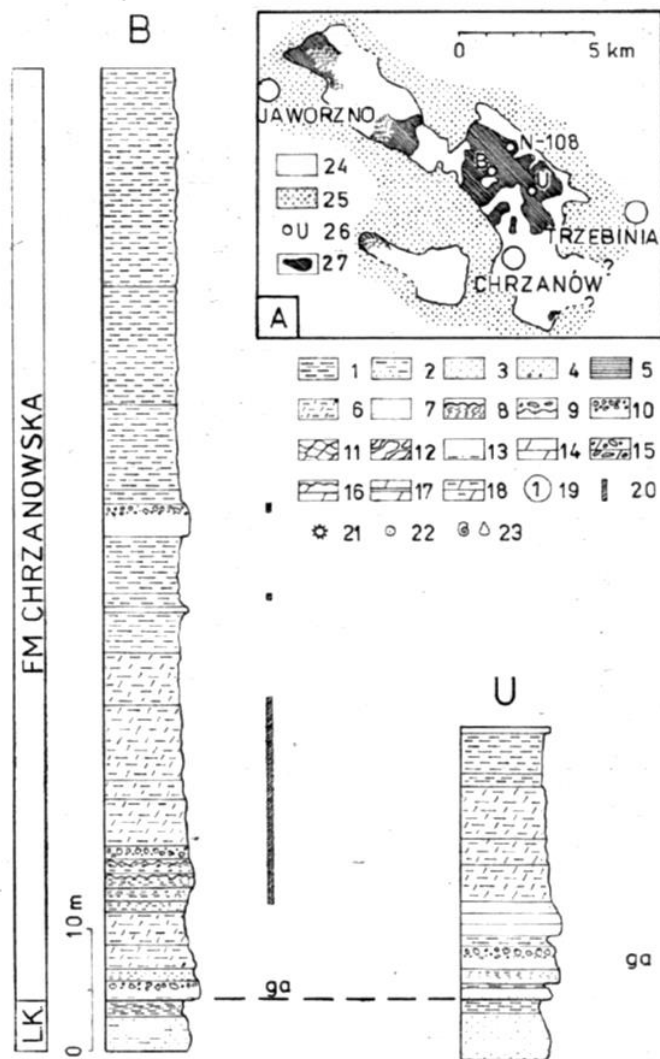 B
0 5 km
JAWORZNO
N-108
B
U
24
25
○U 26
27
TRZEBINIA
?
CHRZANÓW
?
A
1 2 3 4 5
6 7 8 9 10
11 12 13 14 15
16 17 18 1 19 20
21 22 23
FM CHRZANOWSKA
U
10 m
ga
ga
LK.
0